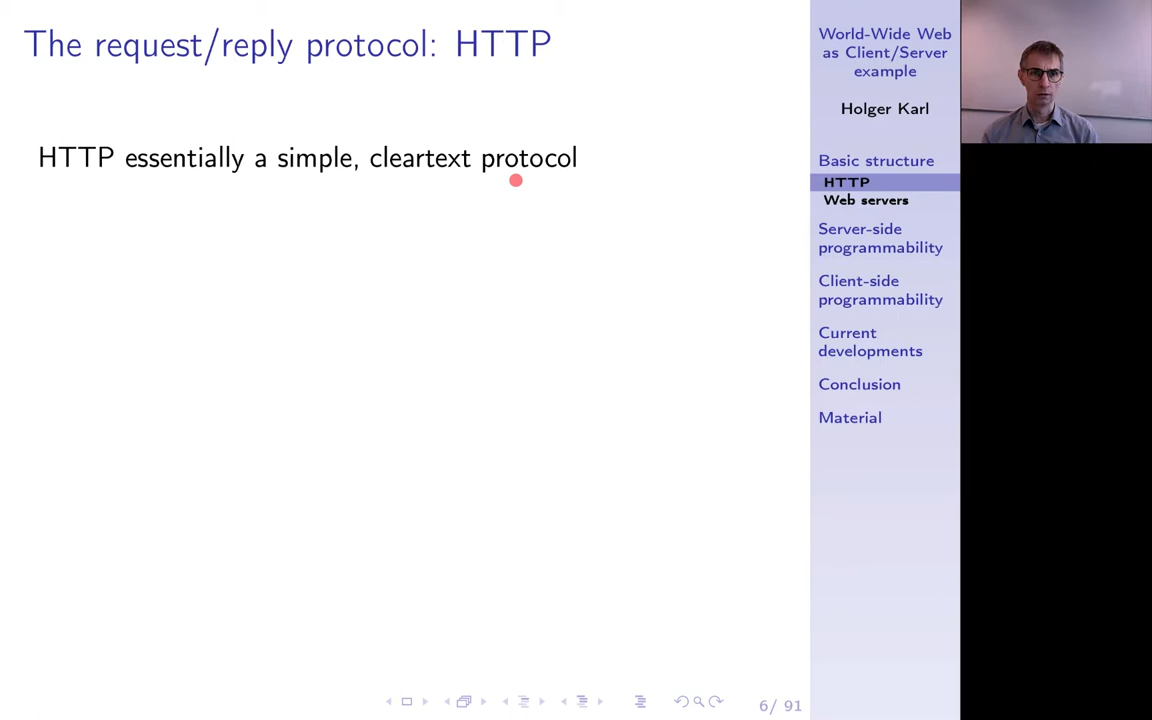 The request/reply protocol: HTTP
HTTP essentially a simple, cleartext protocol
World-Wide Web
as Client/Server
example
Holger Karl
Basic structure
HTTP
Web servers
Server-side
programmability
Client-side
programmability
Current
developments
Conclusion
Material
6/ 91